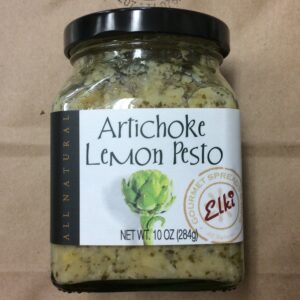 Artichoke
Lemon Pesto
ALL NATURAL
GOURMET SPREAD
Elki
NET WT. 10 OZ (284g)